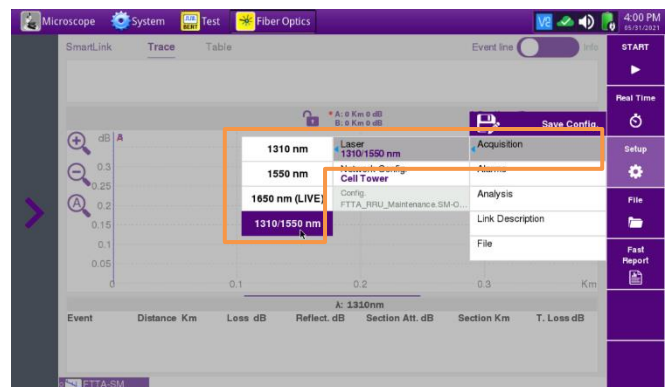 Microscope System Test Fiber Optics 4:00 PM
05/31/2021
SmartLink Trace Table Event line Info START
Real Time
*A: 0 Km 0 dB
B: 0 Km 0 dB
Save Config.
dB A
1310 nm
Laser
1310/1550 nm
Acquisition
Setup
0.3
1550 nm
Network Config.
Cell Tower
Alarms
0.25
0.2
1650 nm (LIVE)
Config.
FTTA_RRU_Maintenance.SM-O...
Analysis
File
0.15
1310/1550 nm
Link Description
0.1
File
Fast
Report
0.05
0 0.1 0.2 0.3 Km
λ: 1310nm
Event Distance Km Loss dB Reflect. dB Section Att. dB Section Km T. Loss dB
FTTA-SM